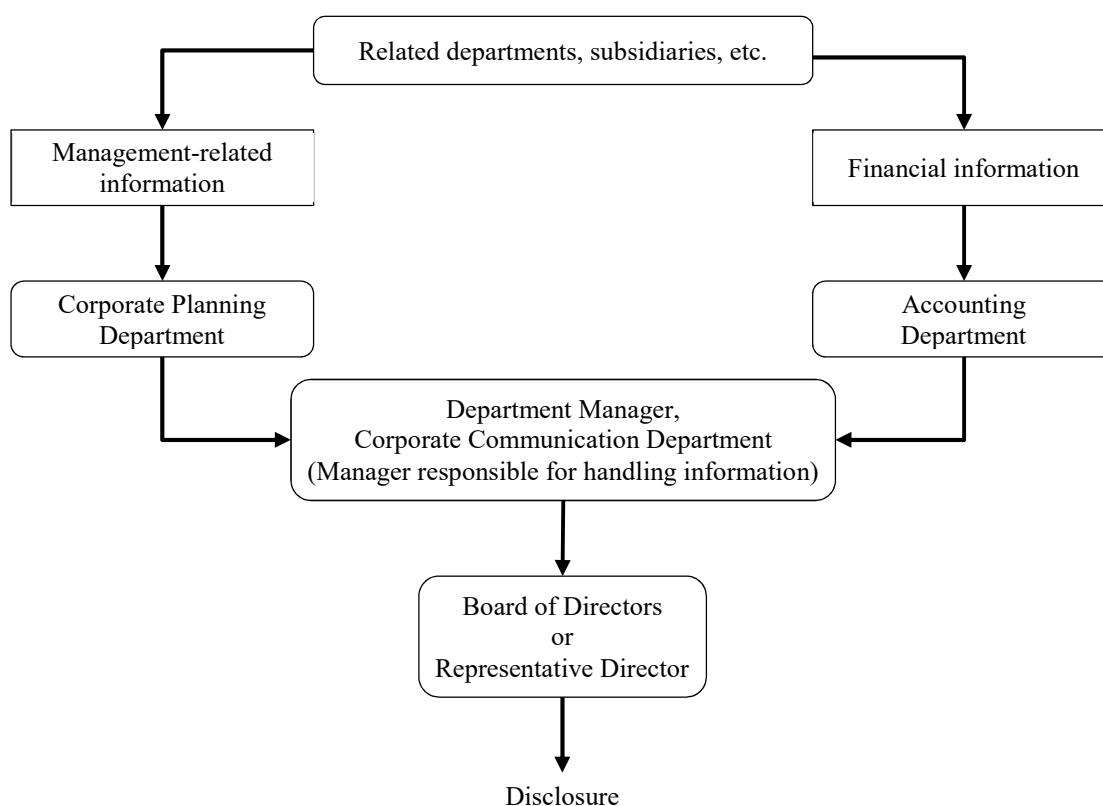 Related departments, subsidiaries, etc.
Management-related
information
Financial information
Corporate Planning
Department
Accounting
Department
Department Manager,
Corporate Communication Department
(Manager responsible for handling information)
Board of Directors
or
Representative Director
Disclosure